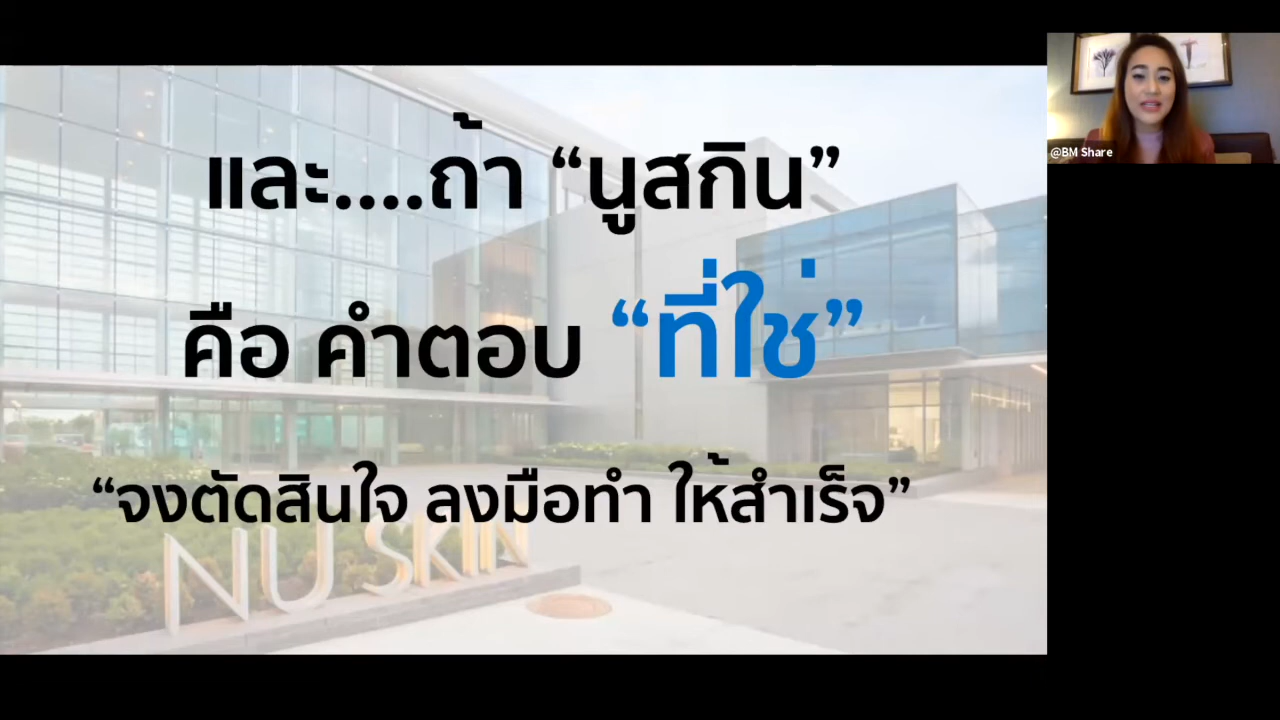 และ....ถ้า “นูสกิน”
คือ คำตอบ “ที่ใช่”
“จงตัดสินใจ ลงมือทำ ให้สำเร็จ”
NU SKIN
@BM Share